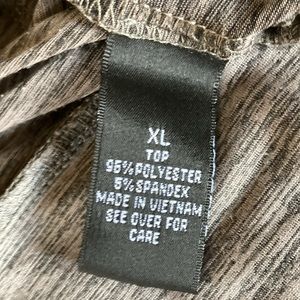 XL
TOP
95% POLYESTER
5% SPANDEX
MADE IN VIETNAM
SEE OVER FOR
CARE